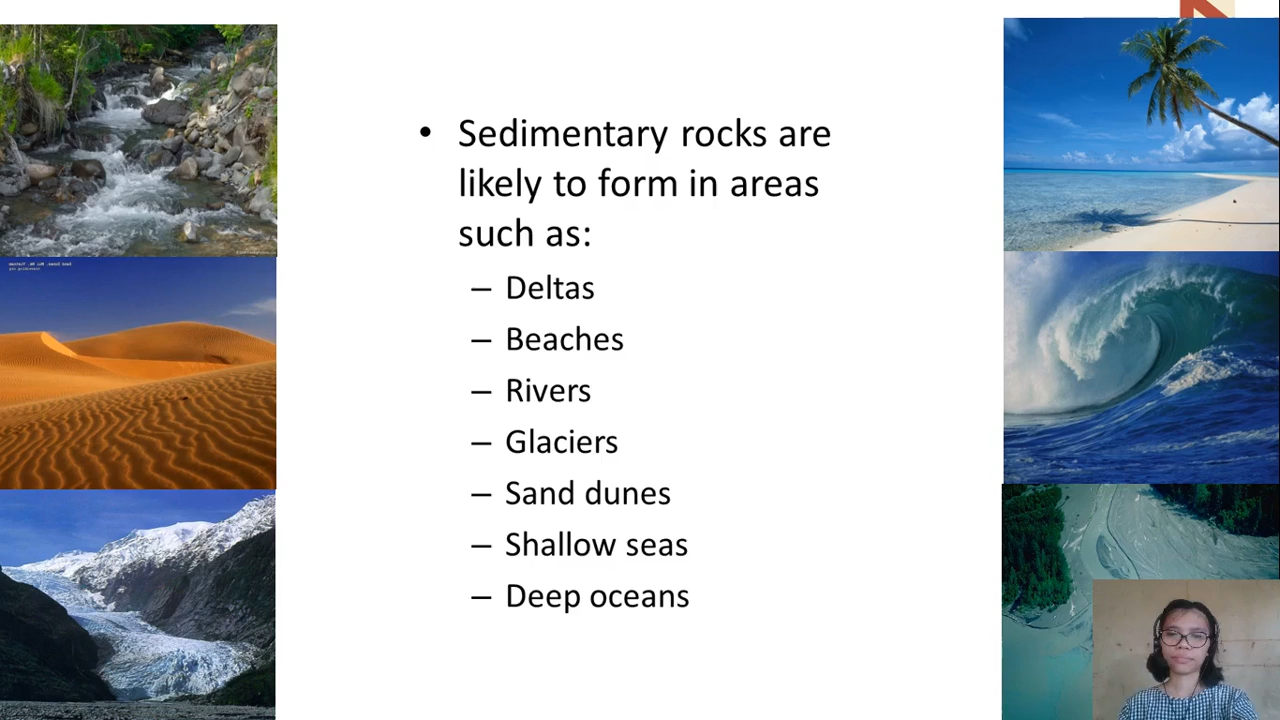 • Sedimentary rocks are
likely to form in areas
such as:
– Deltas
– Beaches
– Rivers
– Glaciers
– Sand dunes
– Shallow seas
– Deep oceans